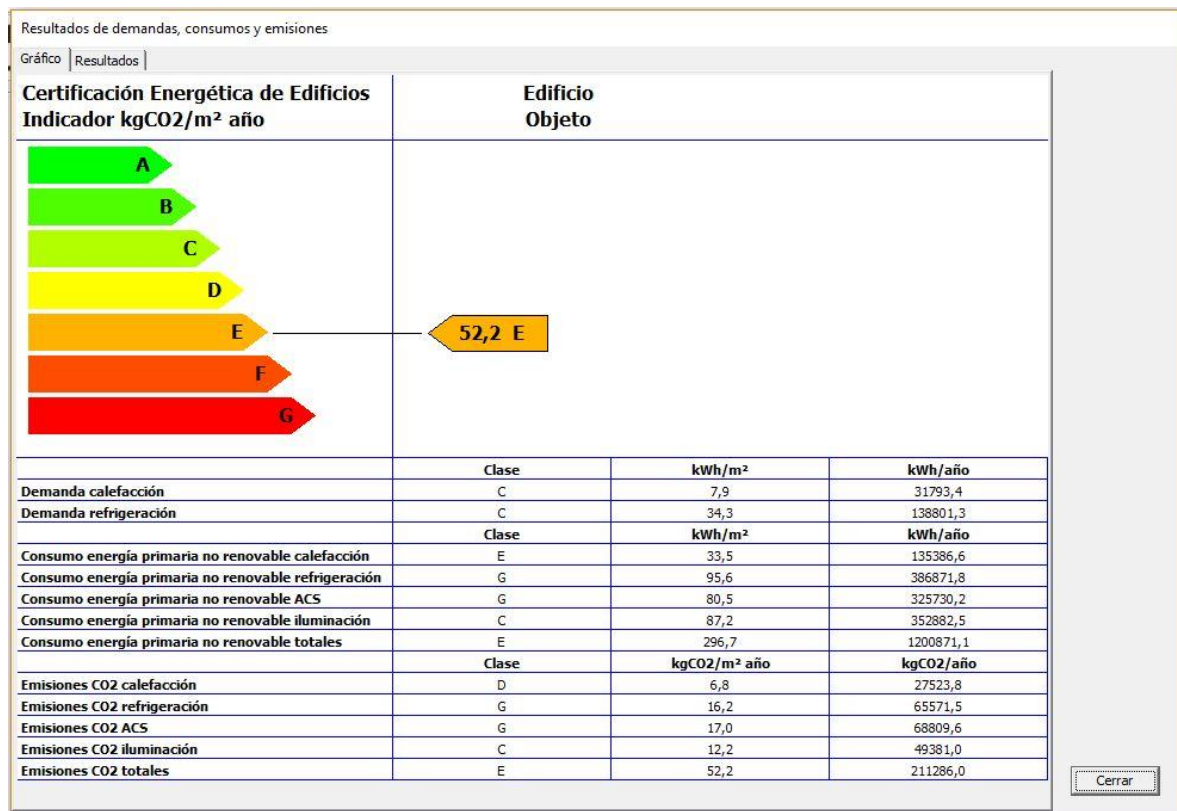 Resultados de demandas, consumos y emisiones
Gráfico Resultados
Certificación Energética de Edificios Edificio
Indicador kgCO2/m² año Objeto
A
B
C
D
E 52,2 E
F
G
Clase kWh/m² kWh/año
Demanda calefacción C 7,9 31793,4
Demanda refrigeración C 34,3 138801,3
Clase kWh/m² kWh/año
Consumo energía primaria no renovable calefacción E 33,5 135386,6
Consumo energía primaria no renovable refrigeración G 95,6 386871,8
Consumo energía primaria no renovable ACS G 80,5 325730,2
Consumo energía primaria no renovable iluminación C 87,2 352882,5
Consumo energía primaria no renovable totales E 296,7 1200871,1
Clase kgCO2/m² año kgCO2/año
Emisiones CO2 calefacción D 6,8 27523,8
Emisiones CO2 refrigeración G 16,2 65571,5
Emisiones CO2 ACS G 17,0 68809,6
Emisiones CO2 iluminación C 12,2 49381,0
Emisiones CO2 totales E 52,2 211286,0
Cerrar